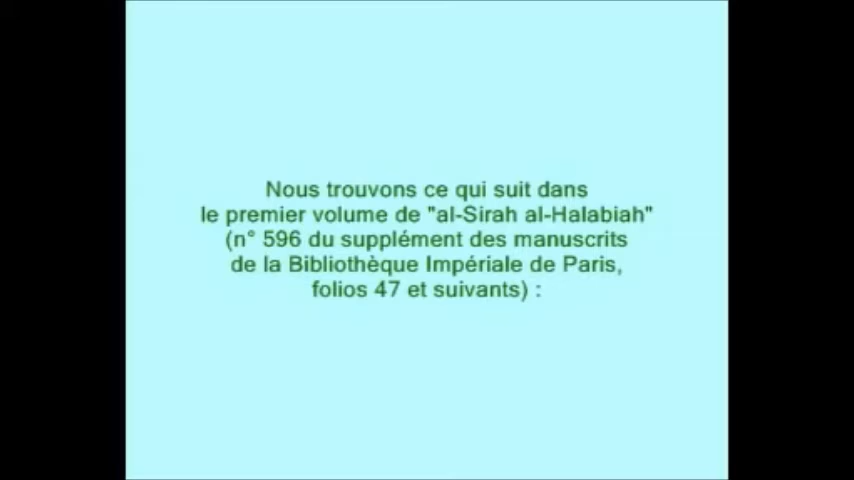 Nous trouvons ce qui suit dans
le premier volume de "al-Sirah al-Halabiah"
(n° 596 du supplément des manuscrits
de la Bibliothèque Impériale de Paris,
folios 47 et suivants) :